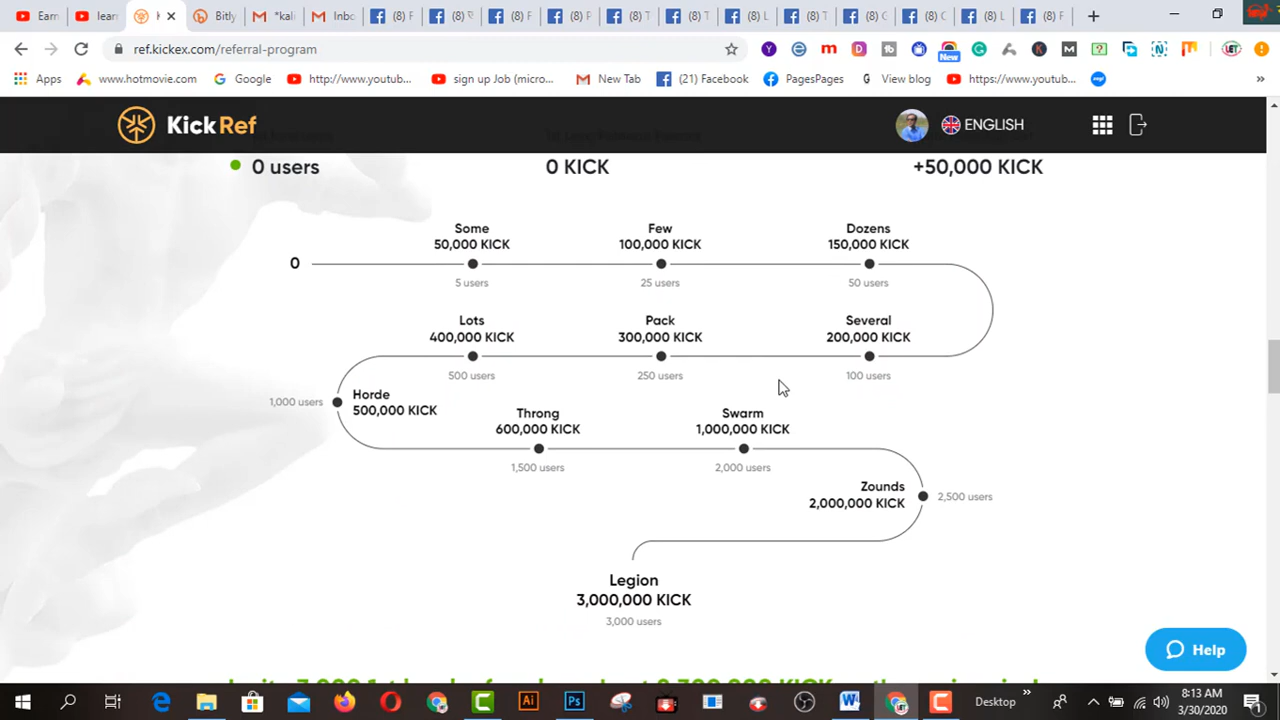 Earn
learn
Bitly
*kali
Inbo
(8) F
(8) F
(8) F
(8) T
(8) T
(8) L
(8) T
(8) L
(8) F
ref.kickex.com/referral-program
New
Apps
www.hotmovie.com
Google
http://www.youtub...
sign up Job (micro...
New Tab
(21) Facebook
PagesPages
View blog
https://www.youtub...
»
KickRef
ENGLISH
0 users
0 KICK
+50,000 KICK
Some
50,000 KICK
5 users
Few
100,000 KICK
25 users
Dozens
150,000 KICK
50 users
0
Lots
400,000 KICK
500 users
Pack
300,000 KICK
250 users
Several
200,000 KICK
100 users
1,000 users
Horde
500,000 KICK
Throng
600,000 KICK
1,500 users
Swarm
1,000,000 KICK
2,000 users
Zounds
2,000,000 KICK
2,500 users
Legion
3,000,000 KICK
3,000 users
Help
Desktop
8:13 AM
3/30/2020